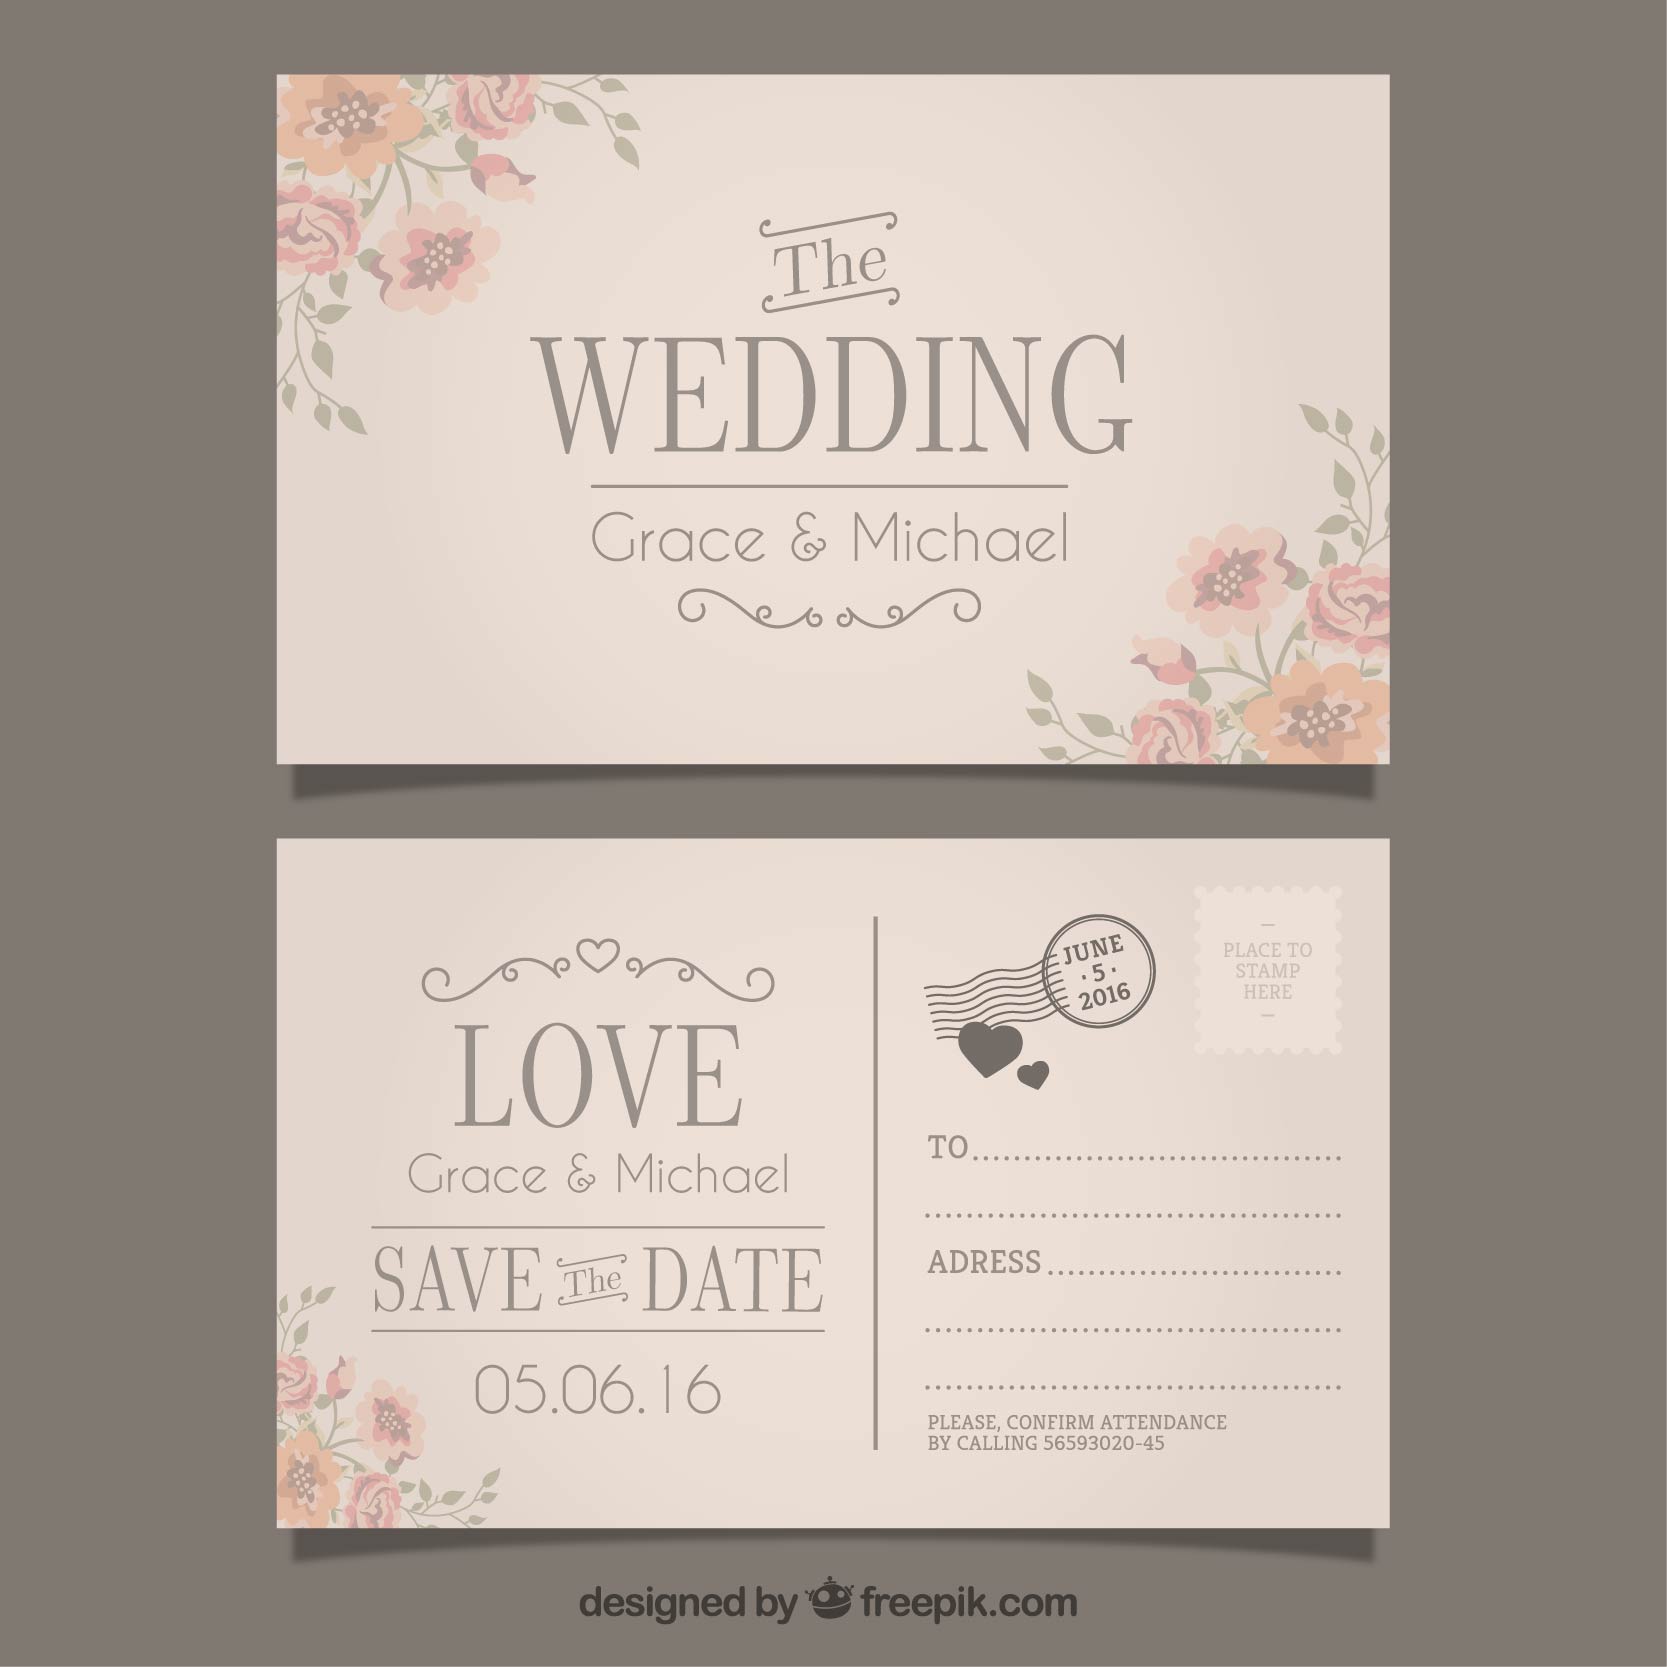 The
WEDDING
Grace & Michael
LOVE
Grace & Michael
SAVE The DATE
05.06.16
JUNE
·5·
2016
–
PLACE TO
STAMP
HERE
–
TO
ADRESS
PLEASE, CONFIRM ATTENDANCE
BY CALLING 56593020-45
designed by freepik.com